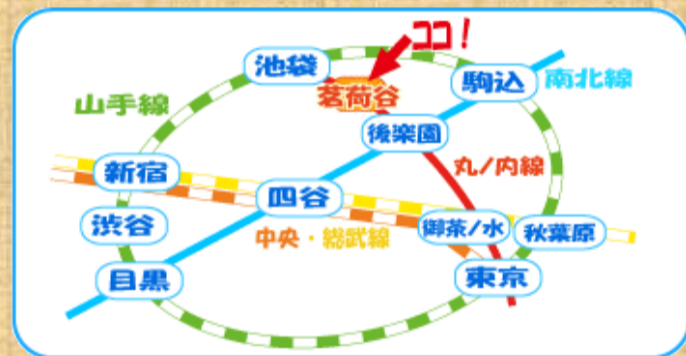 ココ!
池袋
茗荷谷
駒込
南北線
山手線
後楽園
新宿
丸ノ内線
四谷
渋谷
中央・総武線
御茶ノ水
秋葉原
目黒
東京